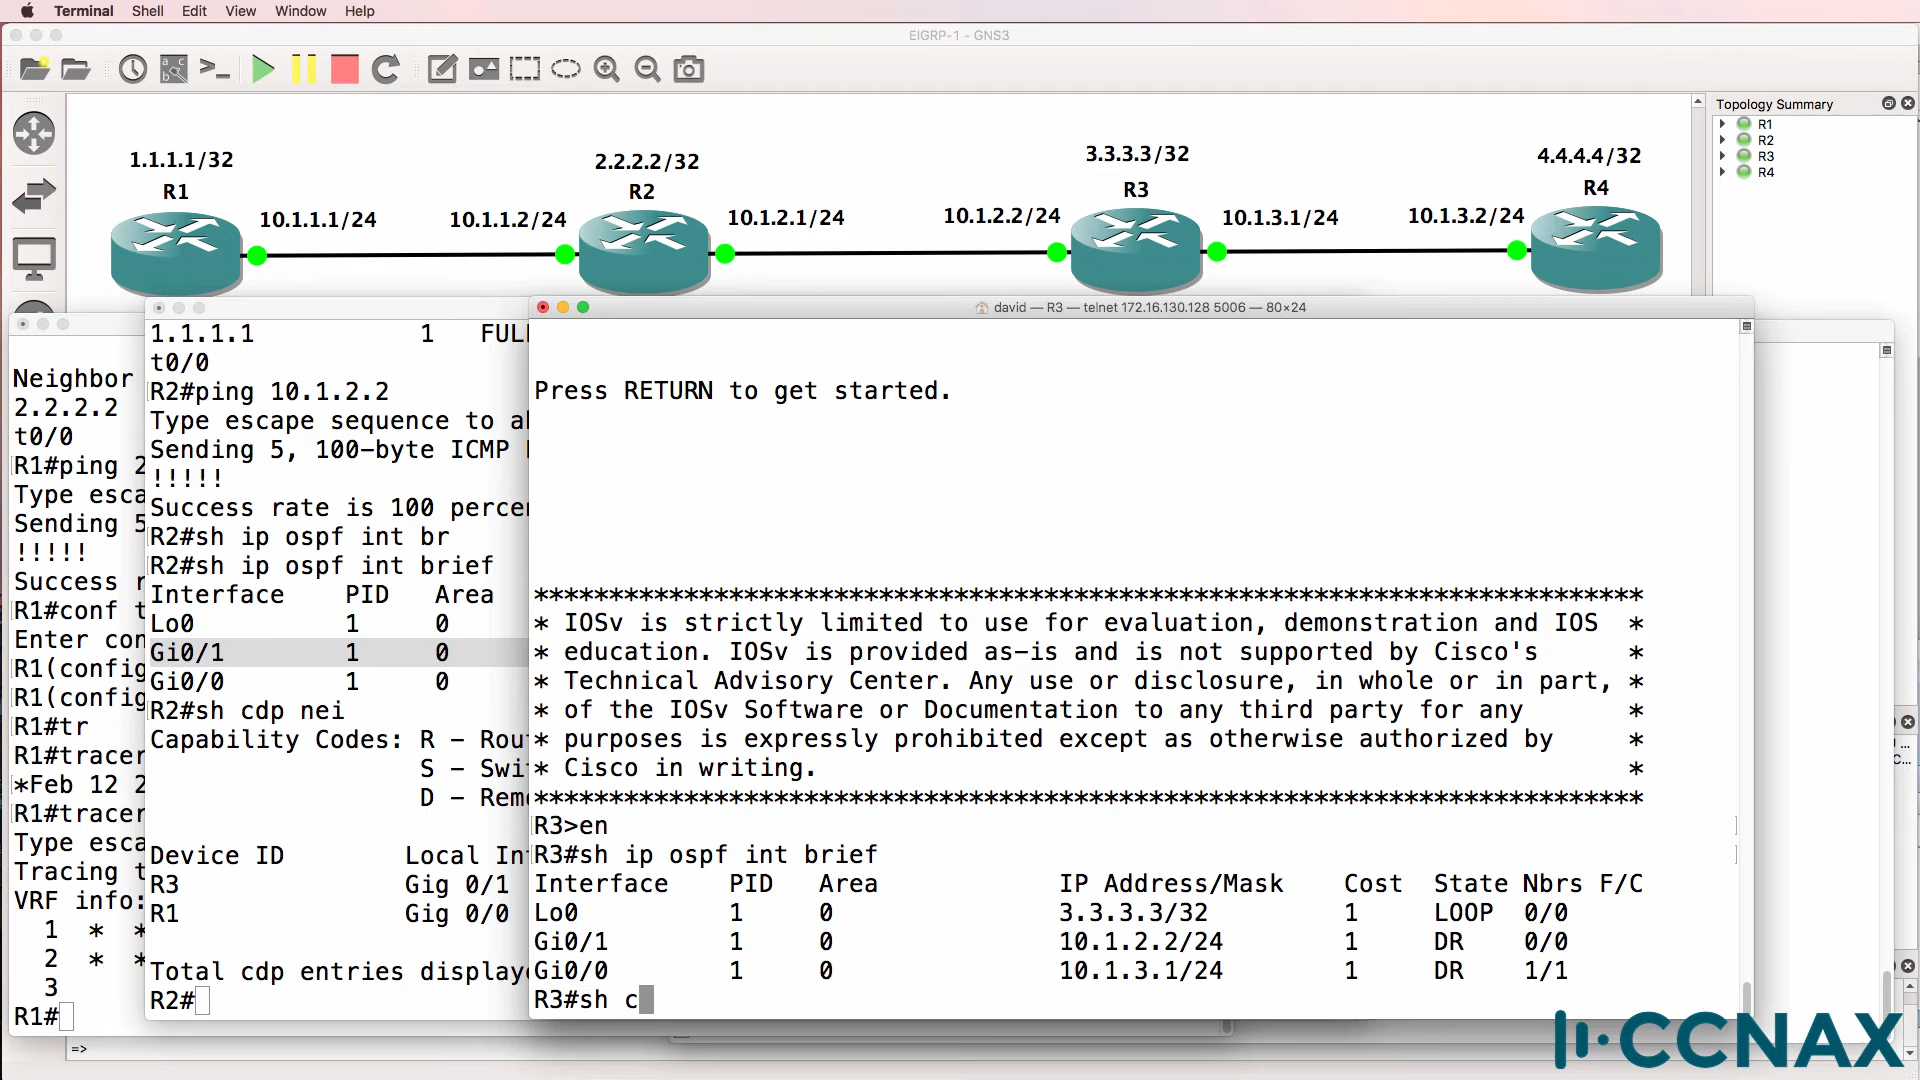 Terminal Shell Edit View Window Help
EIGRP-1 - GNS3
Topology Summary
R1
R2
R3
R4
1.1.1.1/32
R1
10.1.1.1/24
10.1.1.2/24
2.2.2.2/32
R2
10.1.2.1/24
10.1.2.2/24
3.3.3.3/32
R3
10.1.3.1/24
10.1.3.2/24
4.4.4.4/32
R4
Neighbor
2.2.2.2
t0/0
R1#ping 2
Type esca
Sending 5
!!!!!
Success r
R1#conf t
Enter con
R1(config
R1(config
R1#tr
R1#tracer
*Feb 12 2
R1#tracer
Type esca
Tracing t
VRF info:
1 * *
2 * *
3
R1#
1.1.1.1 1 FULL
t0/0
R2#ping 10.1.2.2
Type escape sequence to ab
Sending 5, 100-byte ICMP
!!!!!
Success rate is 100 percen
R2#sh ip ospf int br
R2#sh ip ospf int brief
Interface PID Area
Lo0 1 0
Gi0/1 1 0
Gi0/0 1 0
R2#sh cdp nei
Capability Codes: R - Rou
S - Swi
D - Rem
Device ID Local In
R3 Gig 0/1
R1 Gig 0/0
Total cdp entries displaye
R2#
david — R3 — telnet 172.16.130.128 5006 — 80×24
Press RETURN to get started.
**************************************************************************
* IOSv is strictly limited to use for evaluation, demonstration and IOS *
* education. IOSv is provided as-is and is not supported by Cisco's *
* Technical Advisory Center. Any use or disclosure, in whole or in part, *
* of the IOSv Software or Documentation to any third party for any *
* purposes is expressly prohibited except as otherwise authorized by *
* Cisco in writing. *
**************************************************************************
R3>en
R3#sh ip ospf int brief
Interface PID Area IP Address/Mask Cost State Nbrs F/C
Lo0 1 0 3.3.3.3/32 1 LOOP 0/0
Gi0/1 1 0 10.1.2.2/24 1 DR 0/0
Gi0/0 1 0 10.1.3.1/24 1 DR 1/1
R3#sh c
=>
CCNAX